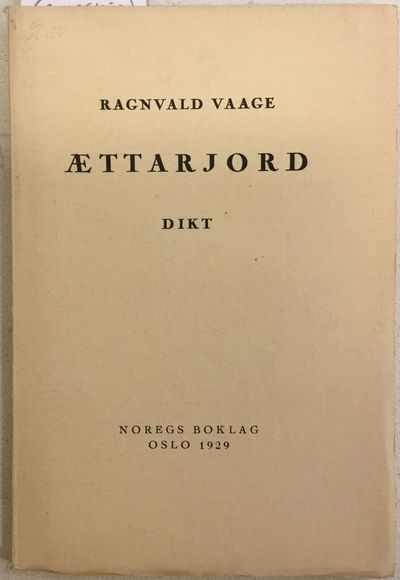 RAGNVALD VAAGE
ÆTTARJORD
DIKT
NOREGS BOKLAG
OSLO 1929